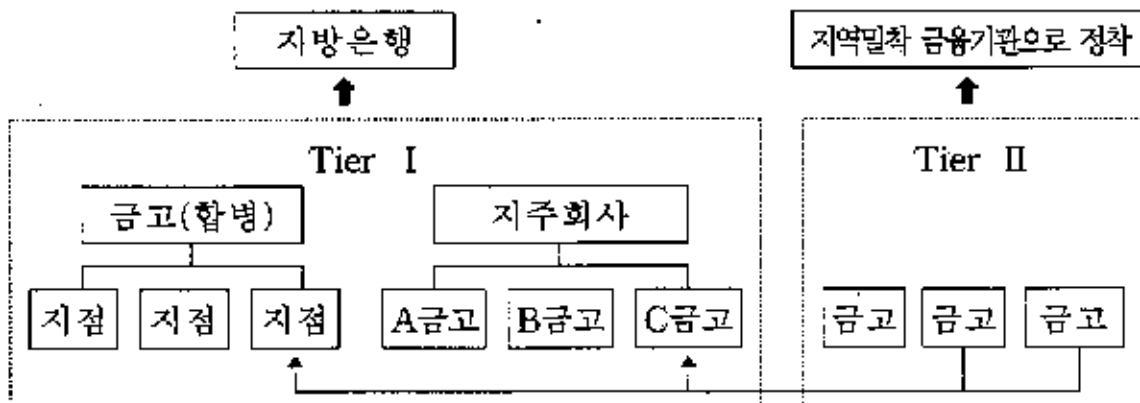 지방은행
지역밀착 금융기관으로 정착
Tier Ⅰ
Tier Ⅱ
금고(합병)
지주회사
지점
지점
지점
A금고
B금고
C금고
금고
금고
금고